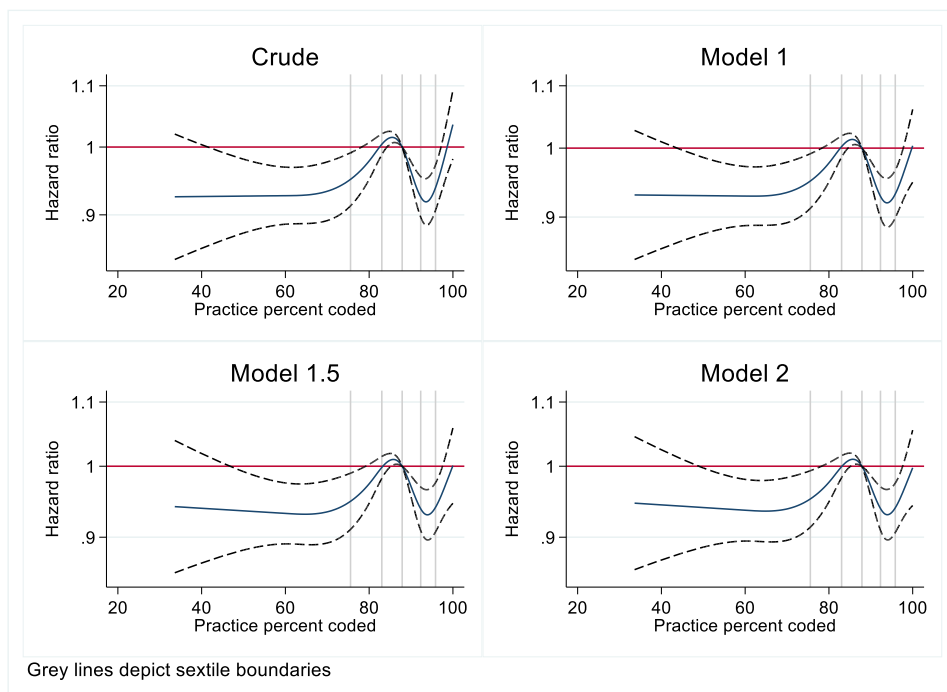 Crude
Hazard ratio
1.1
1
.9
20 40 60 80 100
Practice percent coded
Model 1
Hazard ratio
1.1
1
.9
20 40 60 80 100
Practice percent coded
Model 1.5
Hazard ratio
1.1
1
.9
20 40 60 80 100
Practice percent coded
Model 2
Hazard ratio
1.1
1
.9
20 40 60 80 100
Practice percent coded
Grey lines depict sextile boundaries